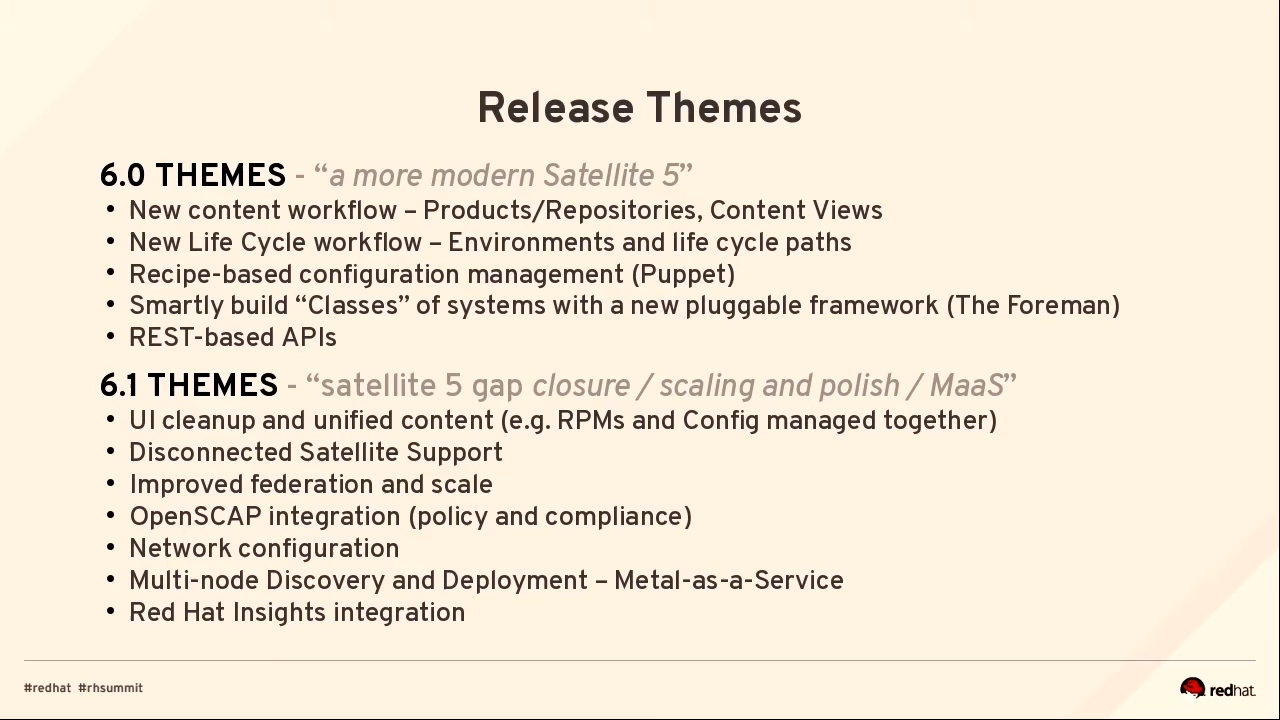 Release Themes
6.0 THEMES - “a more modern Satellite 5”
• New content workflow – Products/Repositories, Content Views
• New Life Cycle workflow – Environments and life cycle paths
• Recipe-based configuration management (Puppet)
• Smartly build “Classes” of systems with a new pluggable framework (The Foreman)
• REST-based APIs
6.1 THEMES - “satellite 5 gap closure / scaling and polish / MaaS”
• UI cleanup and unified content (e.g. RPMs and Config managed together)
• Disconnected Satellite Support
• Improved federation and scale
• OpenSCAP integration (policy and compliance)
• Network configuration
• Multi-node Discovery and Deployment – Metal-as-a-Service
• Red Hat Insights integration
#redhat #rhsummit
redhat.